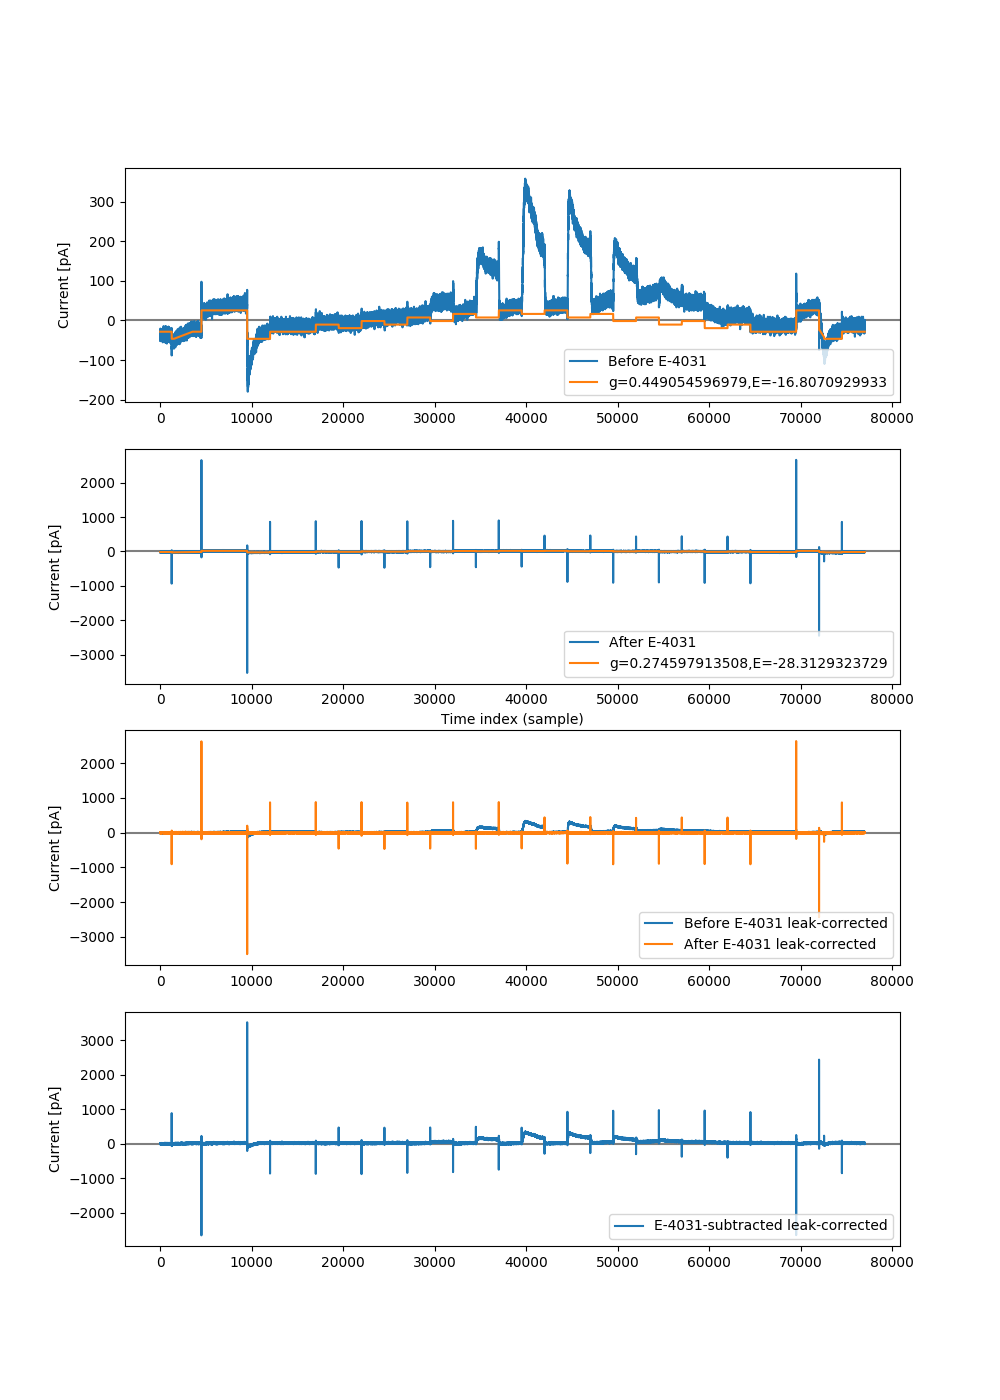 Current [pA]
300
200
100
0
−100
−200
Before E-4031
g=0.449054596979,E=-16.8070929933
0 10000 20000 30000 40000 50000 60000 70000 80000
Current [pA]
2000
1000
0
−1000
−2000
−3000
After E-4031
g=0.274597913508,E=-28.3129323729
0 10000 20000 30000 40000 50000 60000 70000 80000
Time index (sample)
Current [pA]
2000
1000
0
−1000
−2000
−3000
Before E-4031 leak-corrected
After E-4031 leak-corrected
0 10000 20000 30000 40000 50000 60000 70000 80000
Current [pA]
3000
2000
1000
0
−1000
−2000
E-4031-subtracted leak-corrected
0 10000 20000 30000 40000 50000 60000 70000 80000